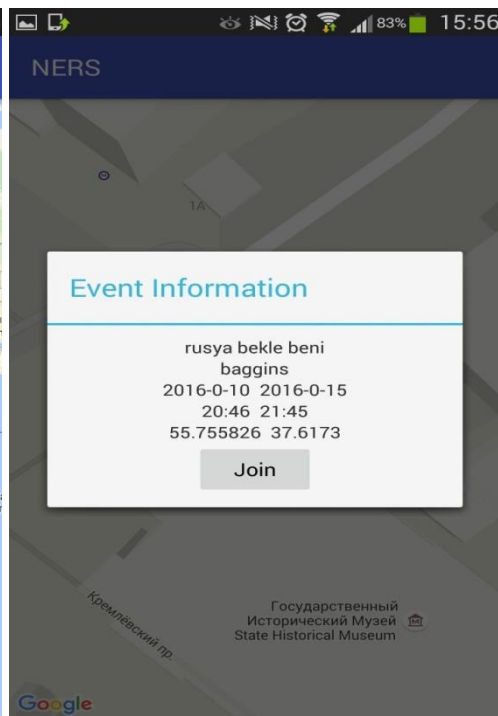 83% 15:56
NERS
1A
Event Information
rusya bekle beni
baggins
2016-0-10 2016-0-15
20:46 21:45
55.755826 37.6173
Join
Кремлёвский пр.
Государственный
Исторический Музей
State Historical Museum
Google